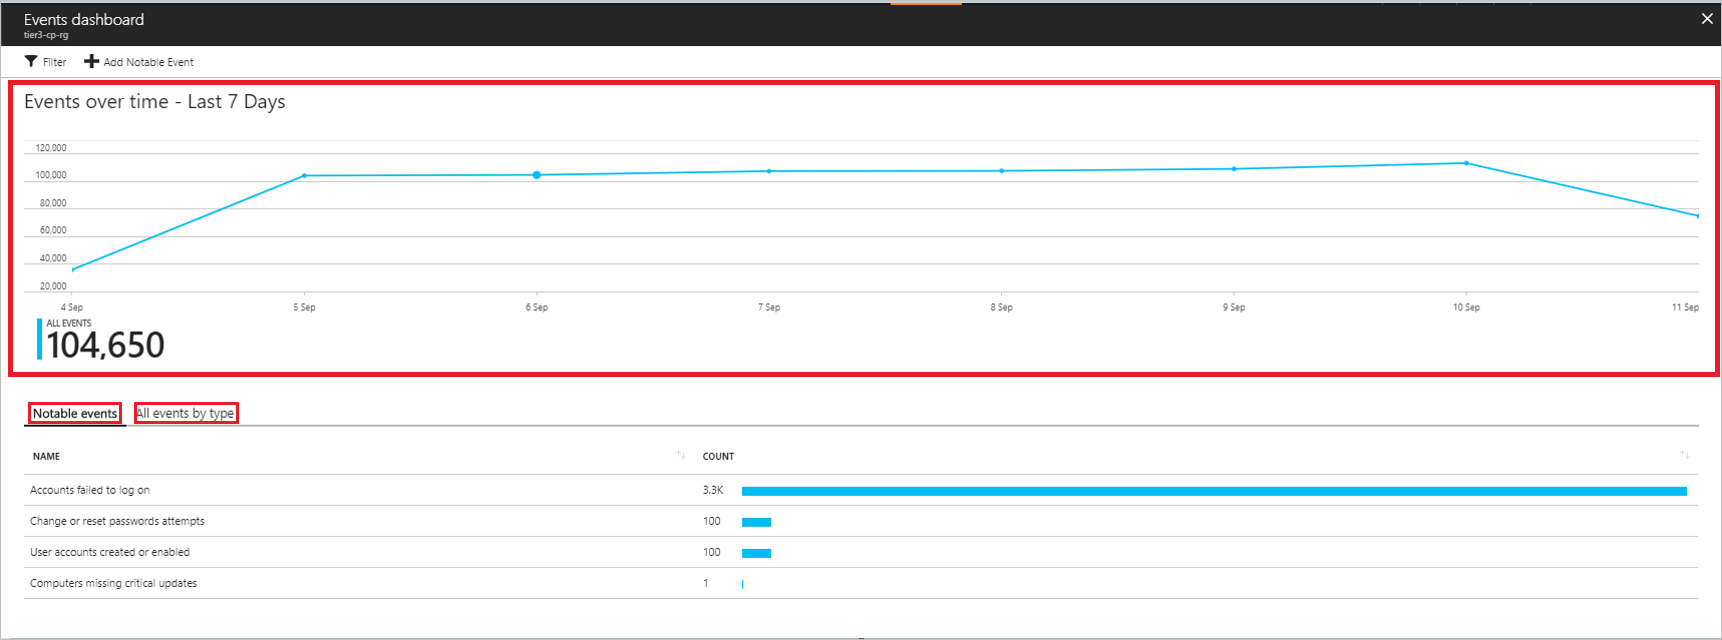 Events dashboard
tier3-cp-rg
Filter Add Notable Event
Events over time - Last 7 Days
120,000
100,000
80,000
60,000
40,000
20,000
4 Sep 5 Sep 6 Sep 7 Sep 8 Sep 9 Sep 10 Sep 11 Sep
ALL EVENTS
104,650
Notable events All events by type
NAME COUNT
Accounts failed to log on 3.3K
Change or reset passwords attempts 100
User accounts created or enabled 100
Computers missing critical updates 1